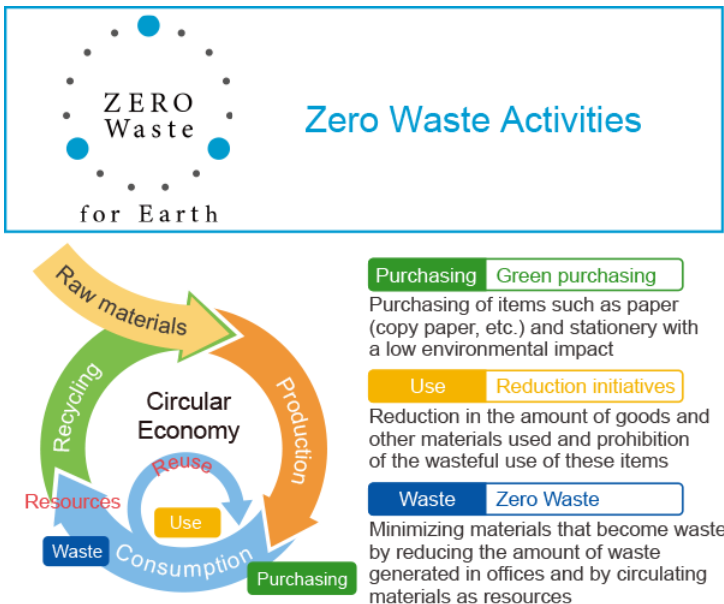 ZERO
Waste
for Earth
Zero Waste Activities
Raw materials
Production
Recycling
Circular
Economy
Reuse
Resources
Use
Waste
Consumption
Purchasing
Purchasing Green purchasing
Purchasing of items such as paper
(copy paper, etc.) and stationery with
a low environmental impact
Use Reduction initiatives
Reduction in the amount of goods and
other materials used and prohibition
of the wasteful use of these items
Waste Zero Waste
Minimizing materials that become waste
by reducing the amount of waste
generated in offices and by circulating
materials as resources